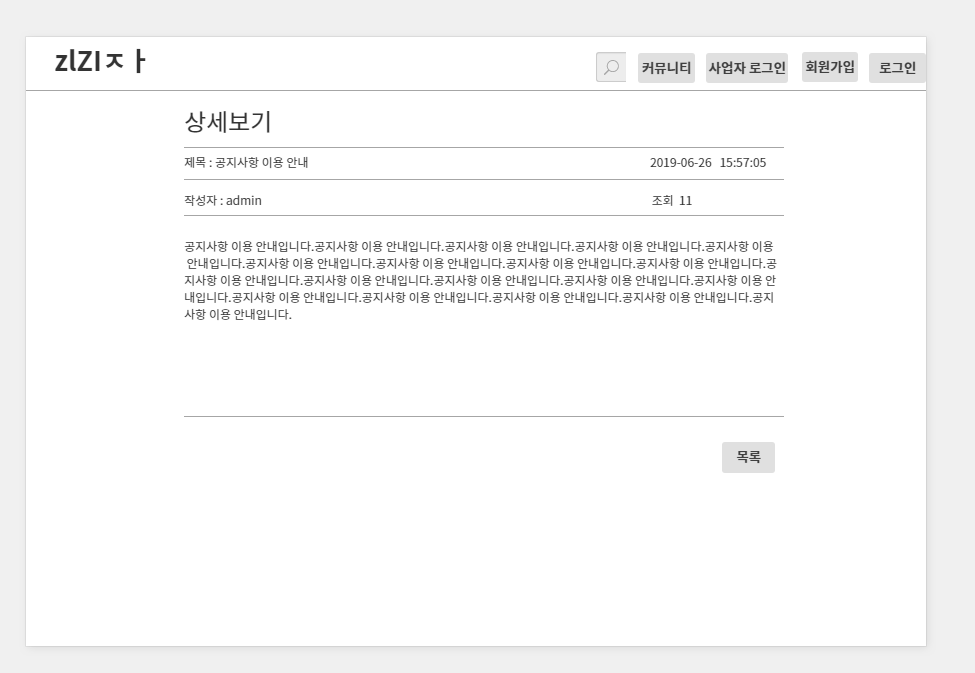 zlZIㅈㅏ
커뮤니티 사업자 로그인 회원가입 로그인
상세보기
제목 : 공지사항 이용 안내 2019-06-26 15:57:05
작성자 : admin 조회 11
공지사항 이용 안내입니다.공지사항 이용 안내입니다.공지사항 이용 안내입니다.공지사항 이용 안내입니다.공지사항 이용
안내입니다.공지사항 이용 안내입니다.공지사항 이용 안내입니다.공지사항 이용 안내입니다.공지사항 이용 안내입니다.공
지사항 이용 안내입니다.공지사항 이용 안내입니다.공지사항 이용 안내입니다.공지사항 이용 안내입니다.공지사항 이용 안
내입니다.공지사항 이용 안내입니다.공지사항 이용 안내입니다.공지사항 이용 안내입니다.공지사항 이용 안내입니다.공지
사항 이용 안내입니다.
목록